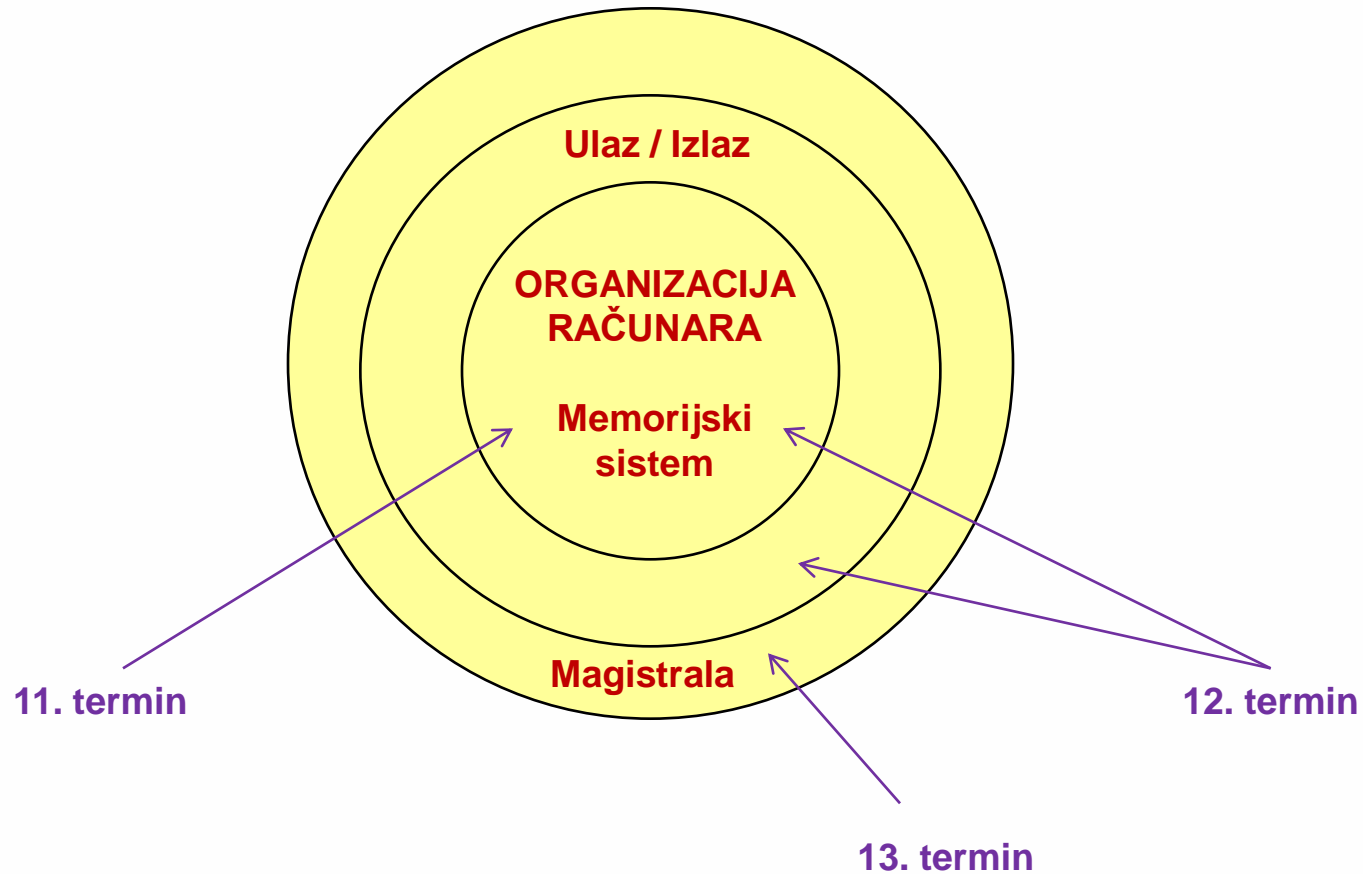 Ulaz / Izlaz
ORGANIZACIJA
RAČUNARA
Memorijski
sistem
Magistrala
11. termin
12. termin
13. termin